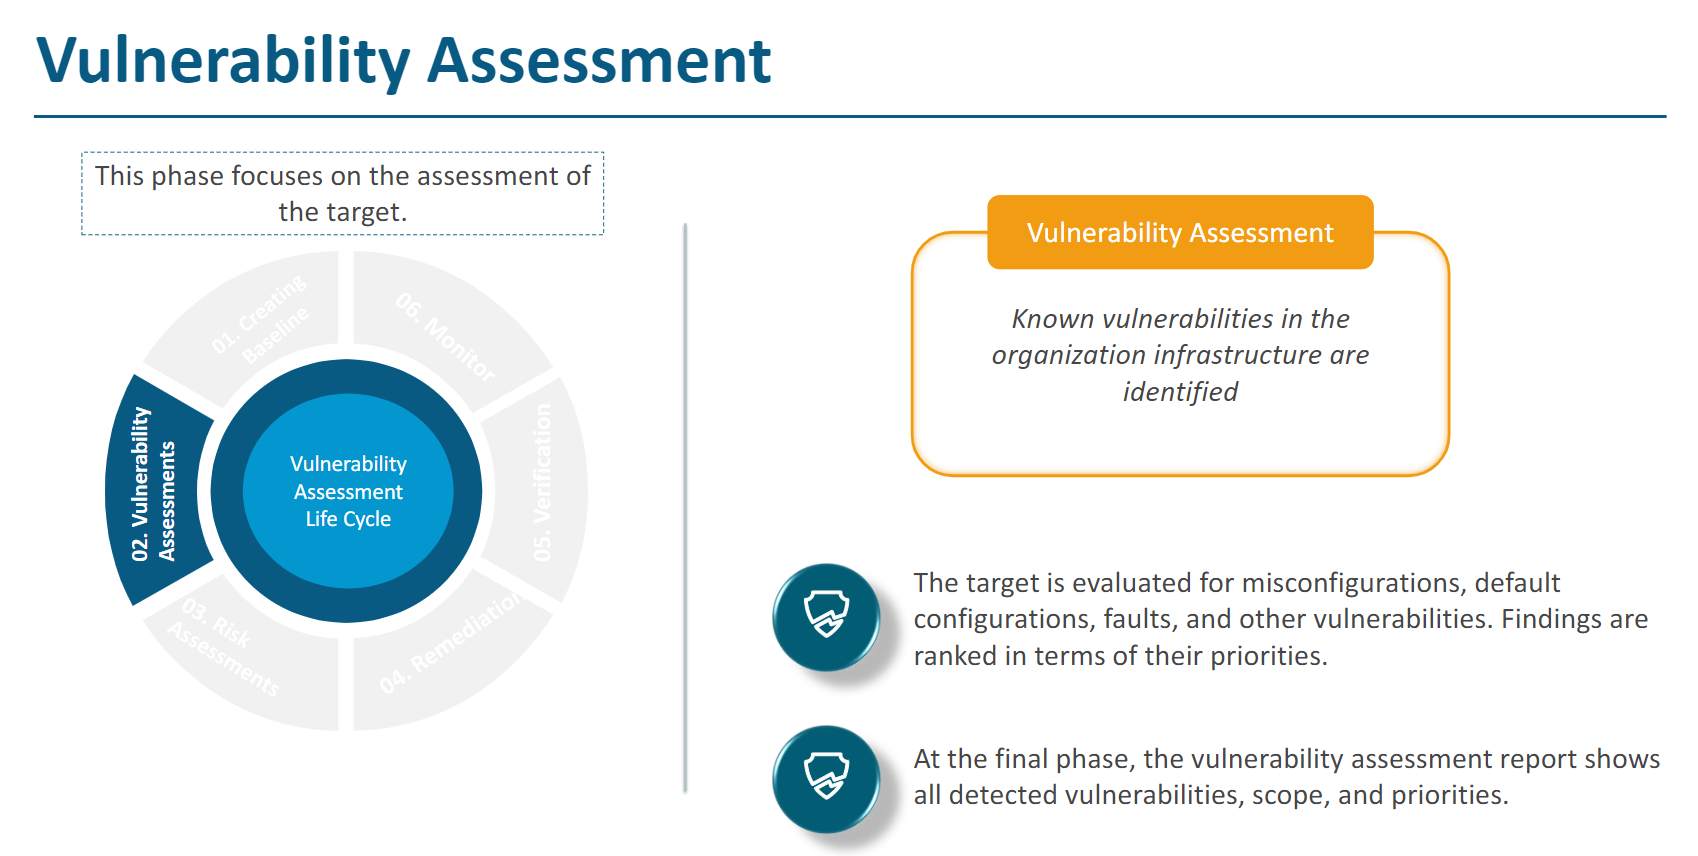 Vulnerability Assessment
This phase focuses on the assessment of
the target.
01. Creating
Baseline
06. Monitor
02. Vulnerability
Assessments
05. Verification
03. Risk
Assessments
04. Remediation
Vulnerability
Assessment
Life Cycle
Vulnerability Assessment
Known vulnerabilities in the
organization infrastructure are
identified
The target is evaluated for misconfigurations, default
configurations, faults, and other vulnerabilities. Findings are
ranked in terms of their priorities.
At the final phase, the vulnerability assessment report shows
all detected vulnerabilities, scope, and priorities.